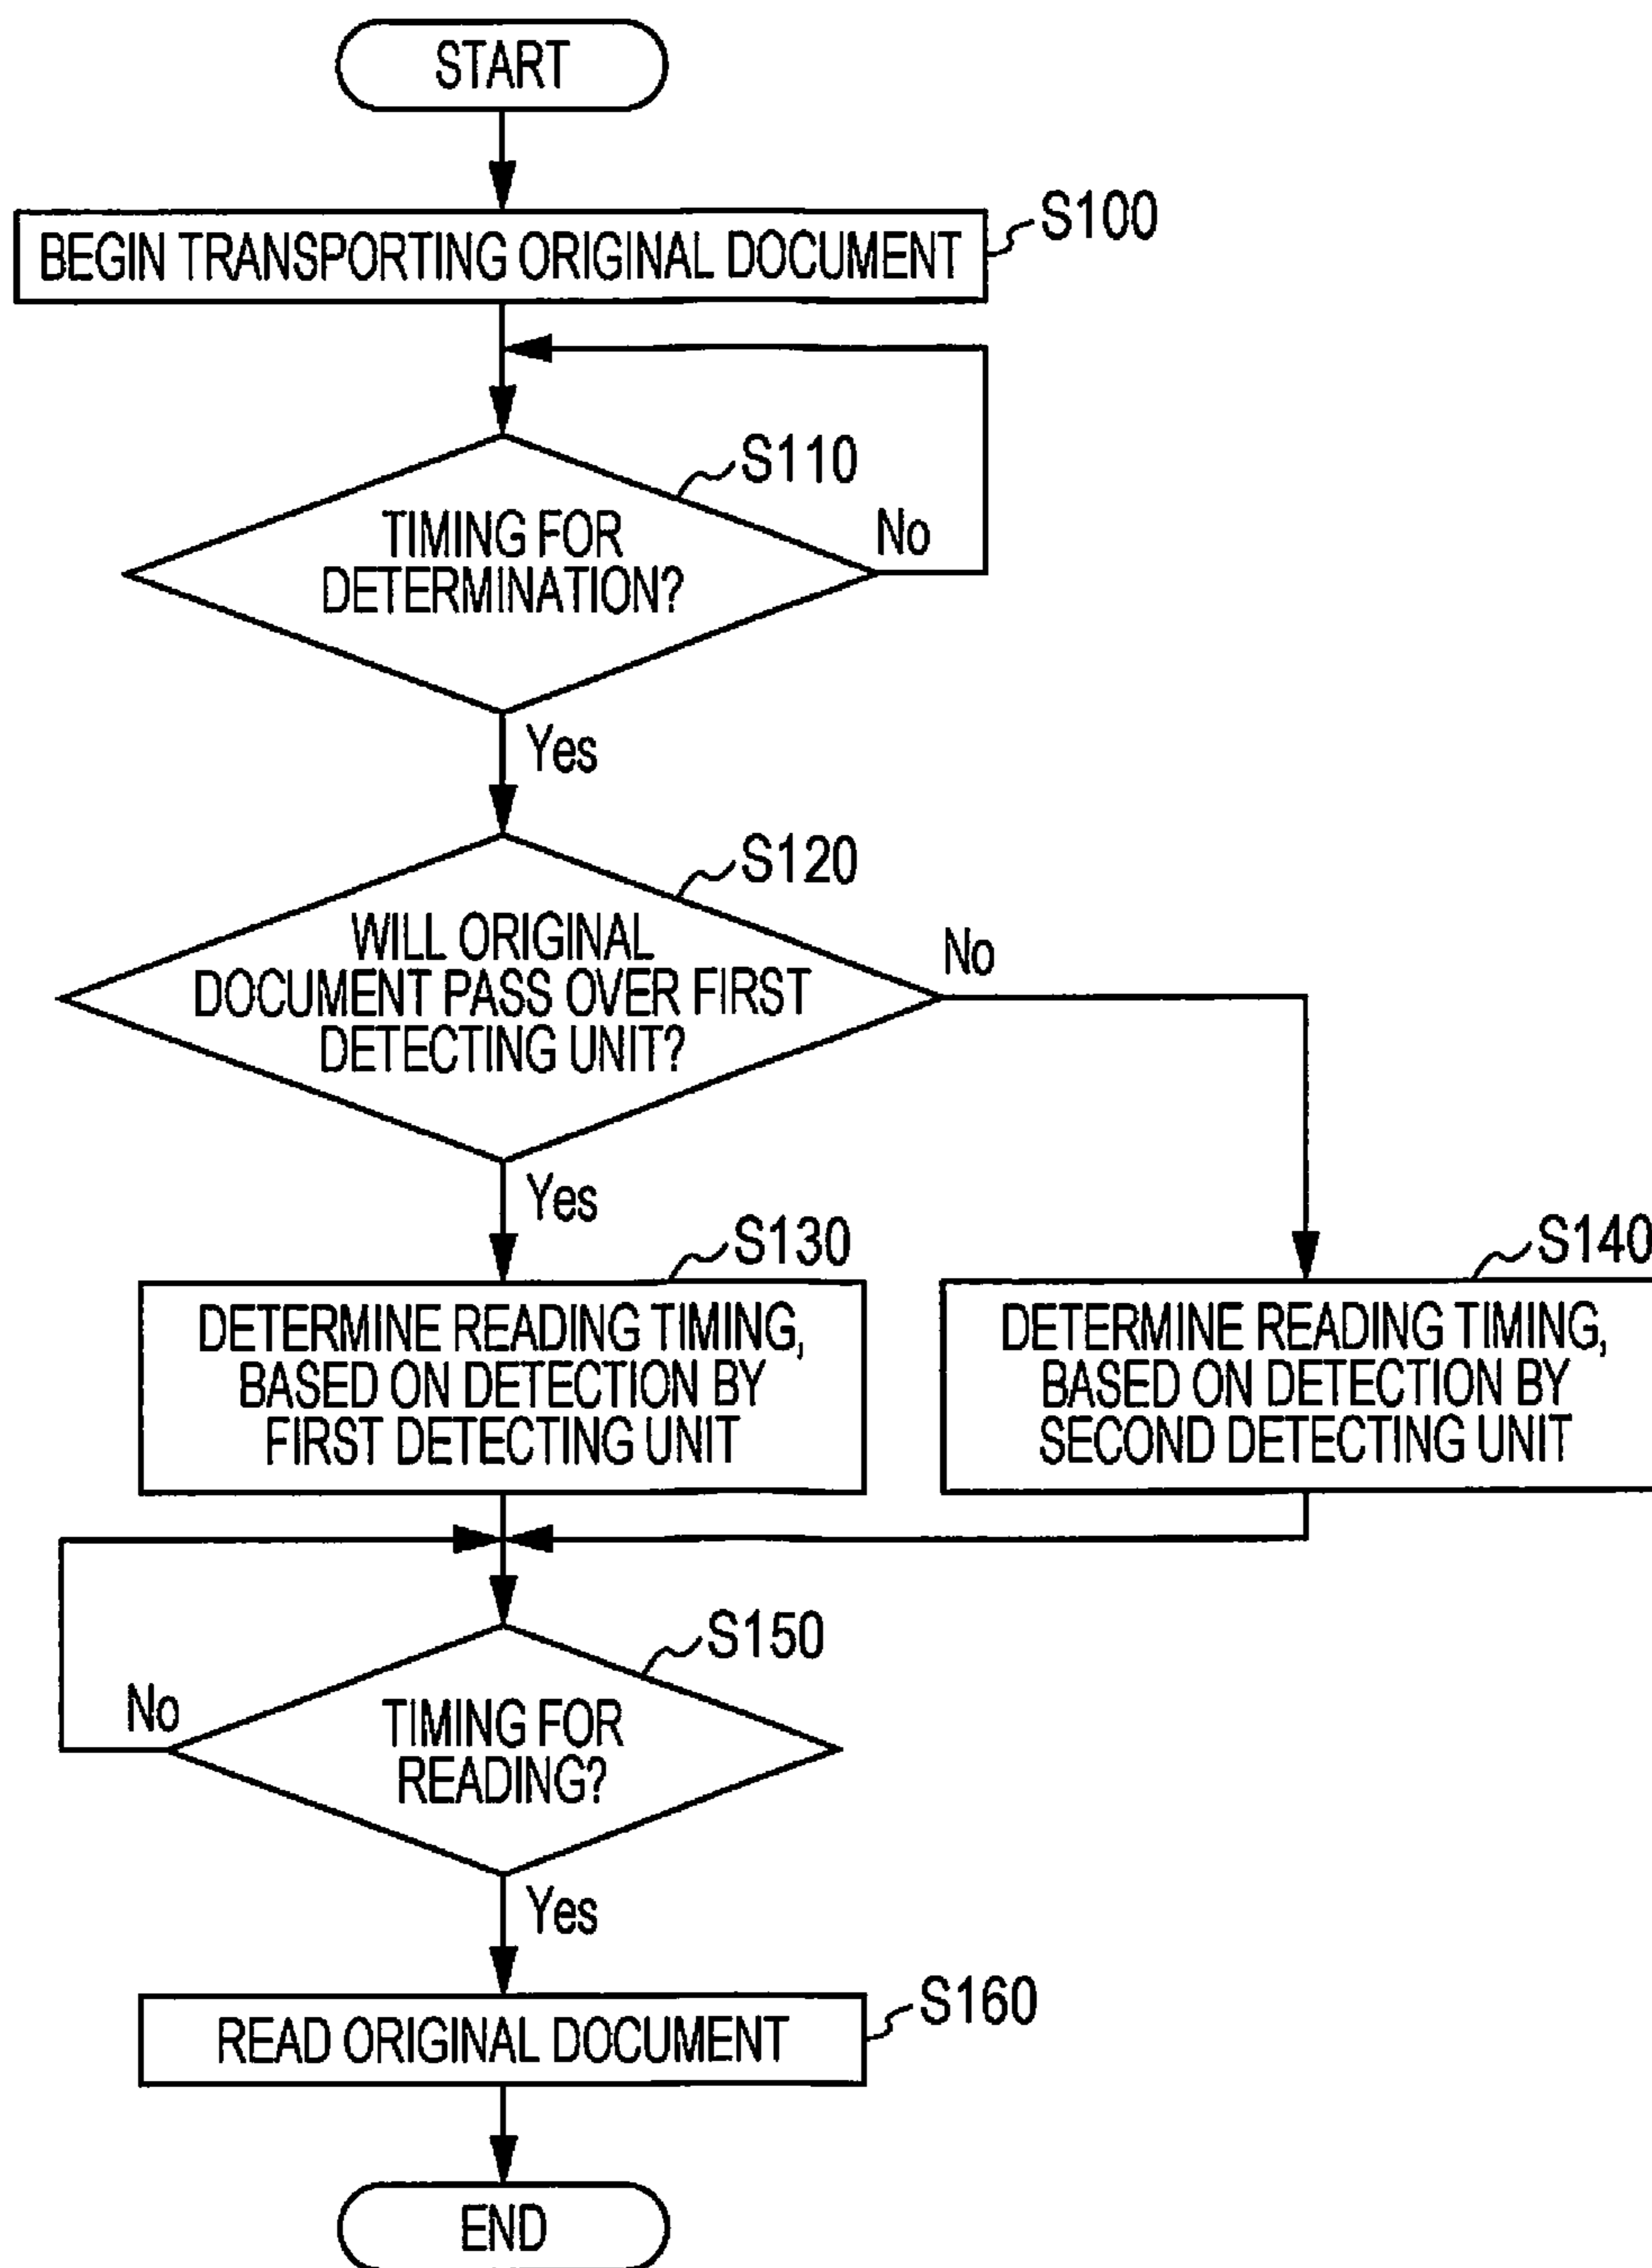 START
BEGIN TRANSPORTING ORIGINAL DOCUMENT
S100
S110
TIMING FOR
DETERMINATION?
No
Yes
S120
WILL ORIGINAL
DOCUMENT PASS OVER FIRST
DETECTING UNIT?
No
Yes
S130
DETERMINE READING TIMING,
BASED ON DETECTION BY
FIRST DETECTING UNIT
S140
DETERMINE READING TIMING,
BASED ON DETECTION BY
SECOND DETECTING UNIT
S150
TIMING FOR
READING?
No
Yes
S160
READ ORIGINAL DOCUMENT
END